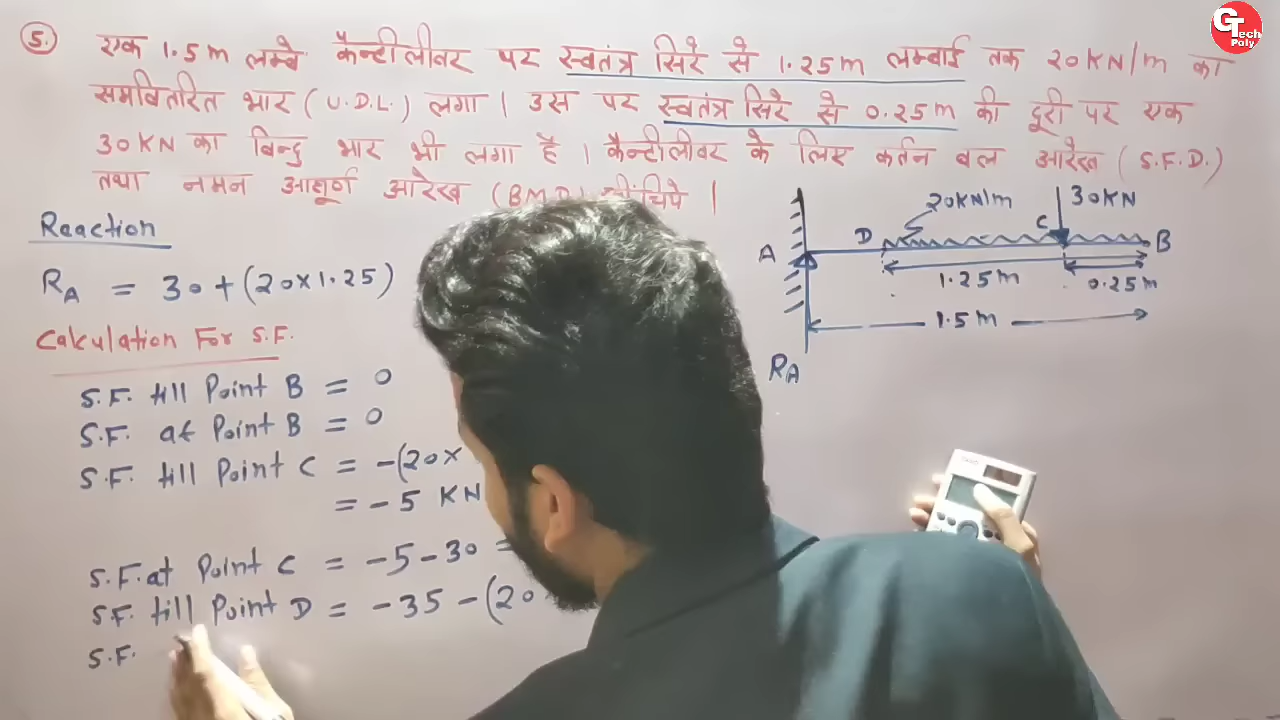 5. एक 1.5 m लम्बे कैन्टीलीवर पर स्वतंत्र सिरे से 1.25m लम्बाई तक 20KN/m का
समवितरित भार (U.D.L.) लगा । उस पर स्वतंत्र सिरे से 0.25m की दूरी पर एक
30KN का बिन्दु भार भी लगा है । कैन्टीलीवर के लिए कर्तन बल आरेख (S.F.D.)
तथा नमन आघूर्ण आरेख (BMD)
Reaction
RA = 30+(20×1.25)
Calculation For S.F.
S.F. till Point B = 0
S.F. at Point B = 0
S.F. till Point C = -(20×
= -5 KN
S.F. at Point C = -5-30 =
S.F. till Point D = -35-(20
S.F.
20KN/m
30KN
A
D
C
B
1.25m
0.25m
1.5m
RA
GTech Poly